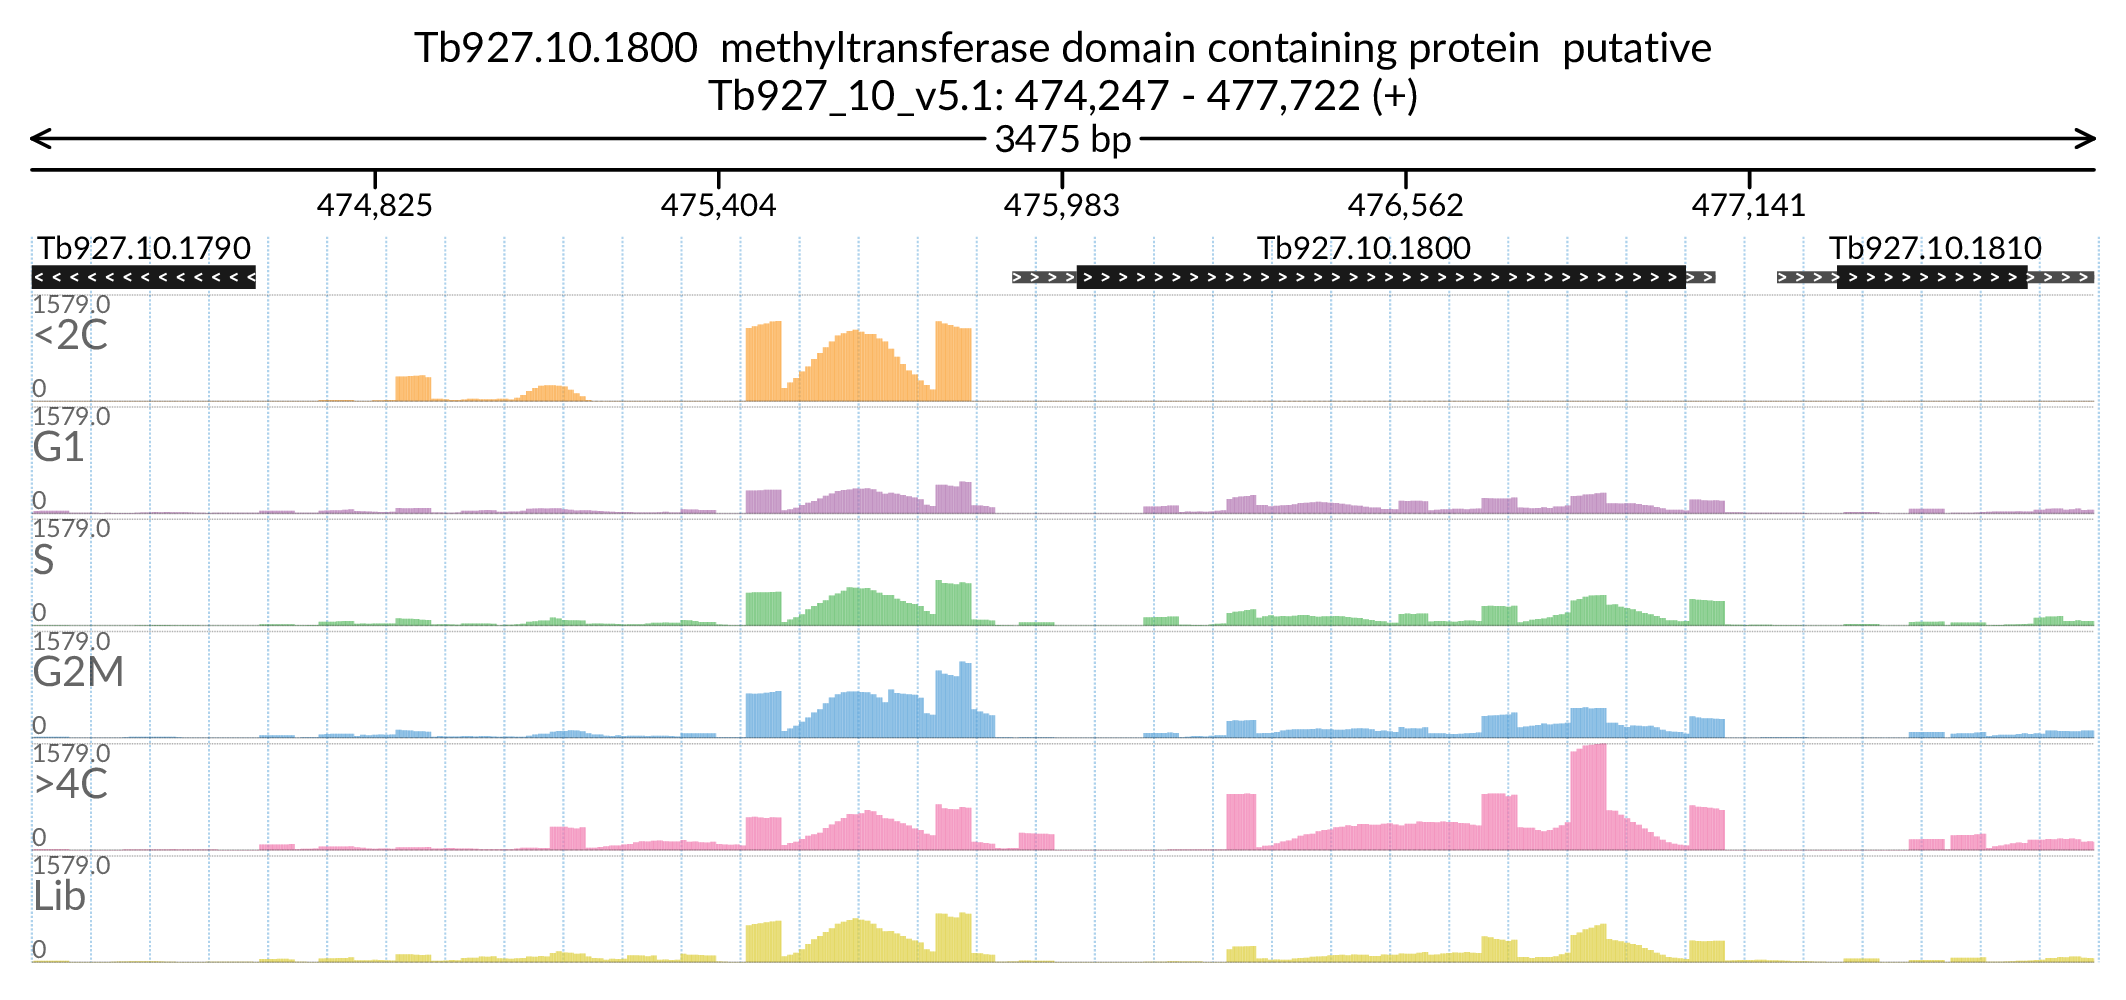 Tb927.10.1800  methyltransferase domain containing protein  putative
Tb927_10_v5.1: 474,247 - 477,722 (+)
3475 bp
474,825 475,404 475,983 476,562 477,141
Tb927.10.1790 Tb927.10.1800 Tb927.10.1810
1579.0
<2C
0
1579.0
G1
0
1579.0
S
0
1579.0
G2M
0
1579.0
>4C
0
1579.0
Lib
0